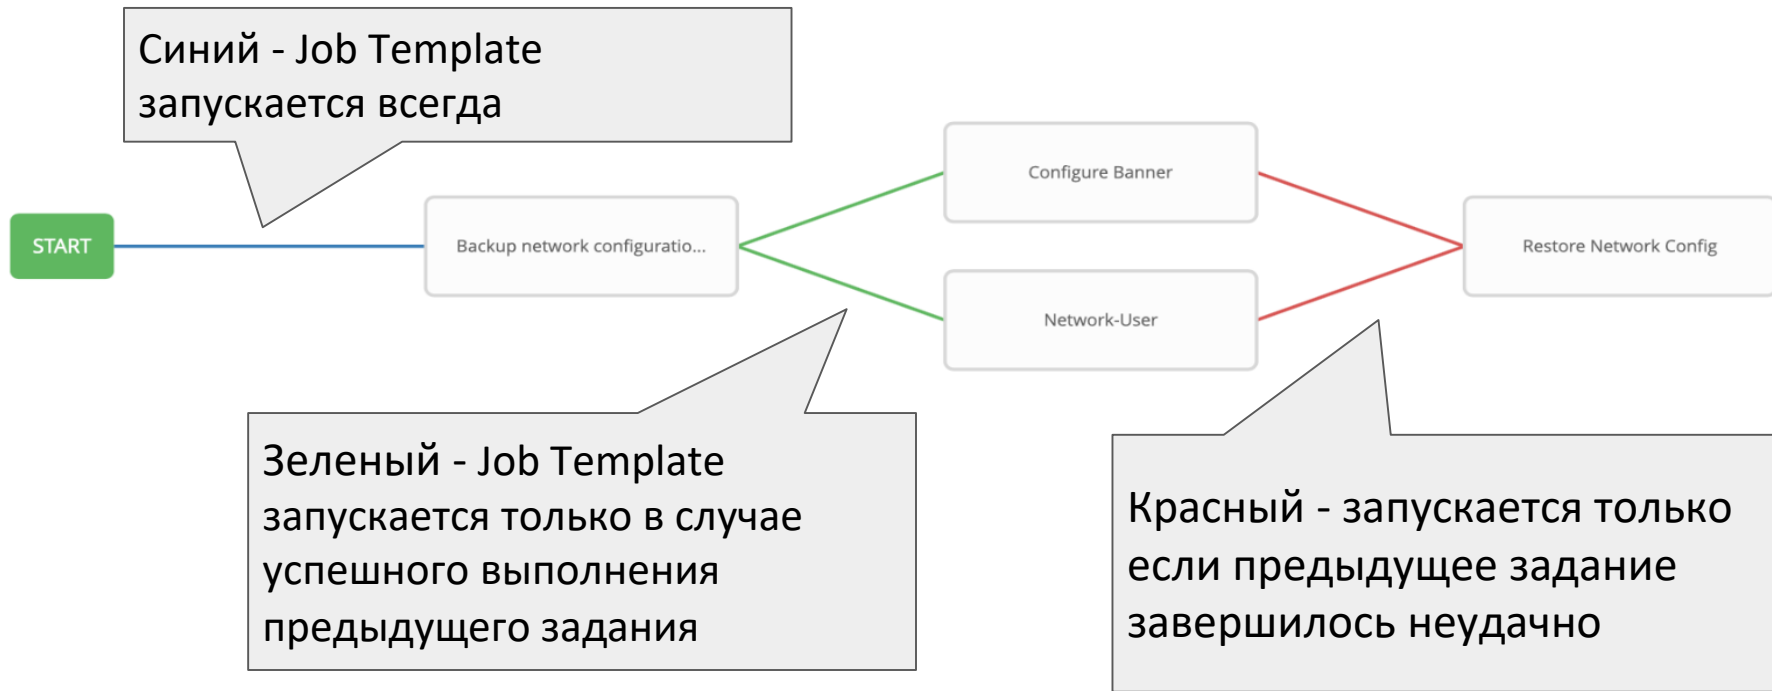 Синий - Job Template
запускается всегда
START
Backup network configuratio...
Configure Banner
Network-User
Restore Network Config
Зеленый - Job Template
запускается только в случае
успешного выполнения
предыдущего задания
Красный - запускается только
если предыдущее задание
завершилось неудачно